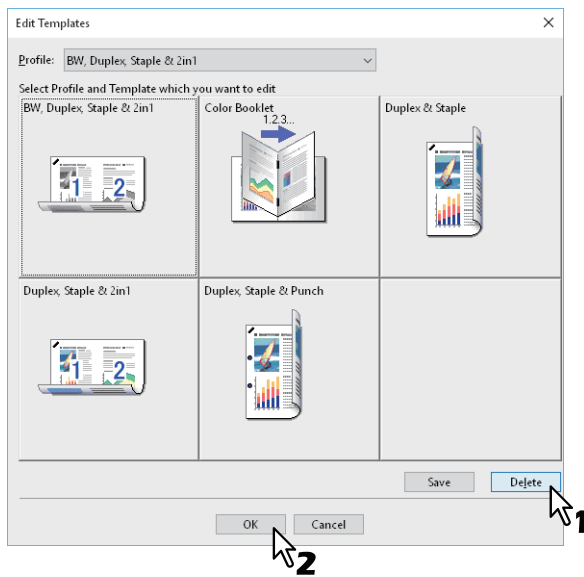 Edit Templates
Profile: BW, Duplex, Staple & 2in1
Select Profile and Template which you want to edit
BW, Duplex, Staple & 2in1
Color Booklet
Duplex & Staple
1.2.3...
1 2
Duplex, Staple & 2in1
Duplex, Staple & Punch
1 2
Save
Delete
1
OK
Cancel
2